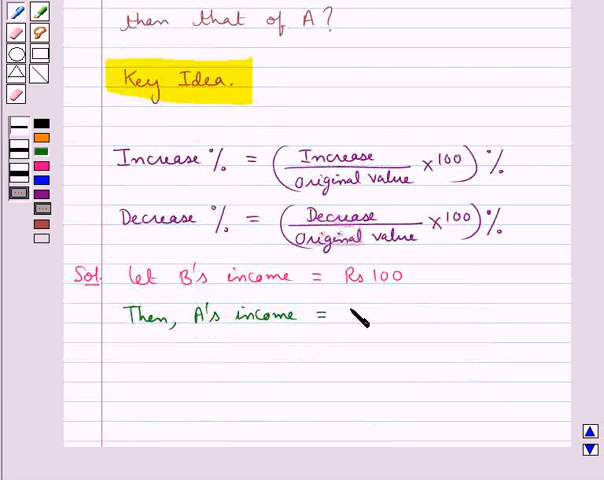 than that of A?
Key Idea.
Increase % = (Increase / original value × 100) %
Decrease % = (Decrease / original value × 100) %
Sol. let B's income = Rs 100
Then, A's income =